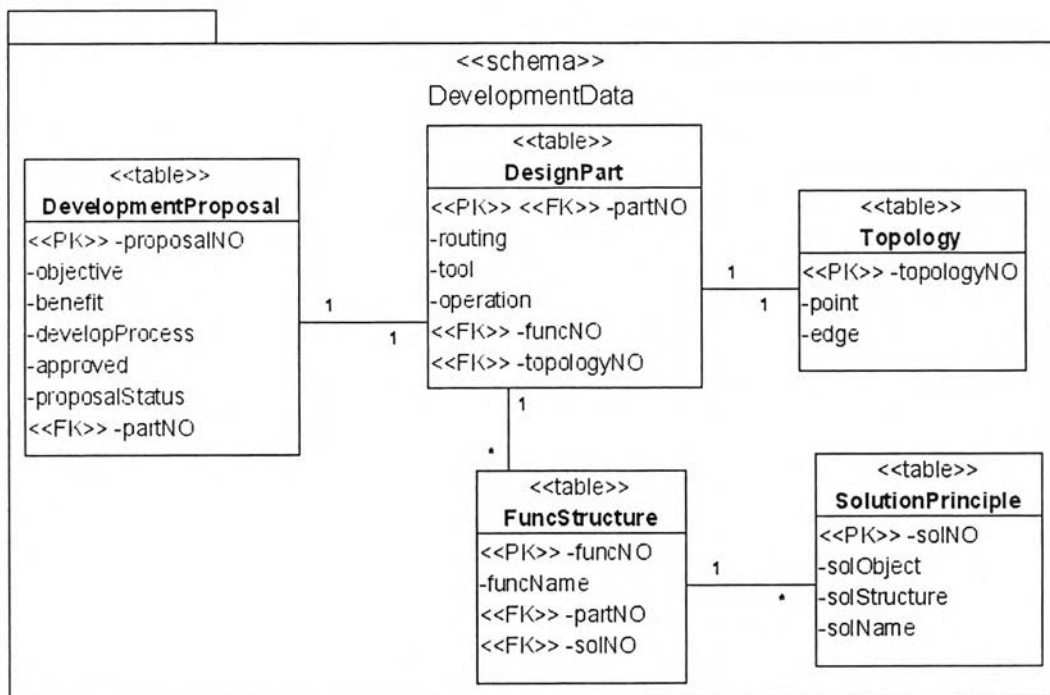 <<schema>>
DevelopmentData
<<table>>
DevelopmentProposal
<<PK>> -proposalNO
-objective
-benefit
-developProcess
-approved
-proposalStatus
<<FK>> -partNO
1
1
<<table>>
DesignPart
<<PK>> <<FK>> -partNO
-routing
-tool
-operation
<<FK>> -funcNO
<<FK>> -topologyNO
1
1
<<table>>
Topology
<<PK>> -topologyNO
-point
-edge
1
*
<<table>>
FuncStructure
<<PK>> -funcNO
-funcName
<<FK>> -partNO
<<FK>> -solNO
1
*
<<table>>
SolutionPrinciple
<<PK>> -solNO
-solObject
-solStructure
-solName